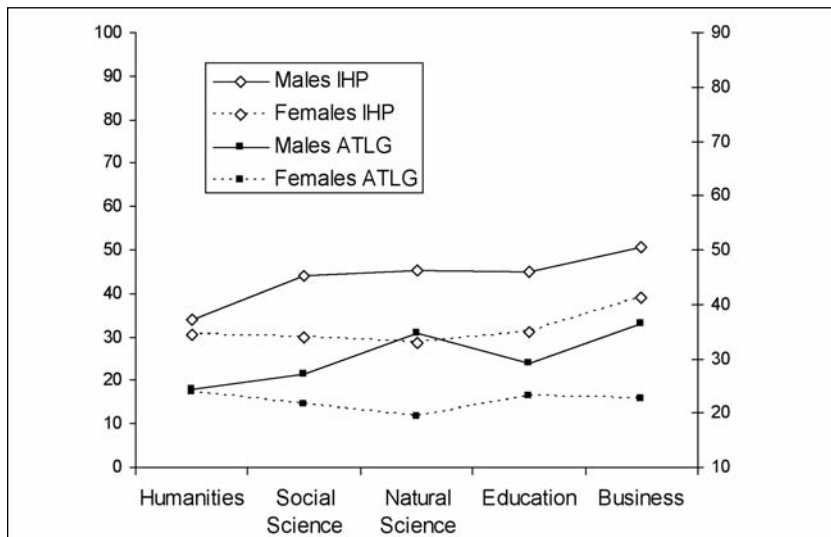 100
90
80
70
60
50
40
30
20
10
0
90
80
70
60
50
40
30
20
10
Males IHP
Females IHP
Males ATLG
Females ATLG
Humanities
Social
Science
Natural
Science
Education
Business